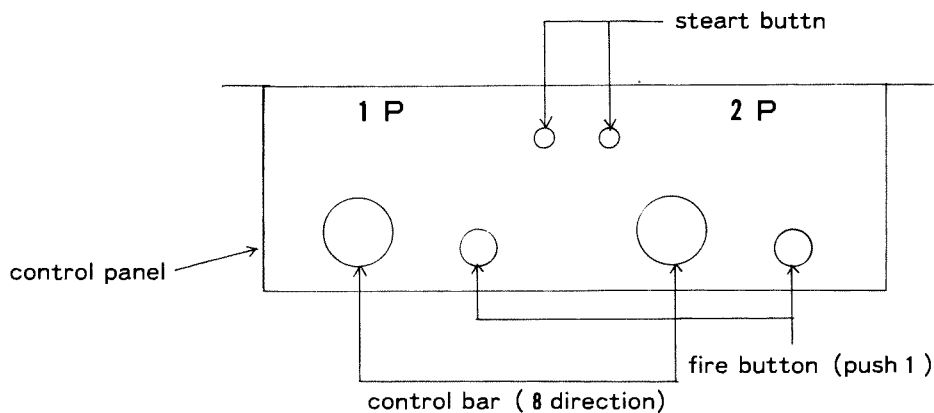 steart buttn
1 P
2 P
control panel
fire button (push 1)
control bar ( 8 direction)